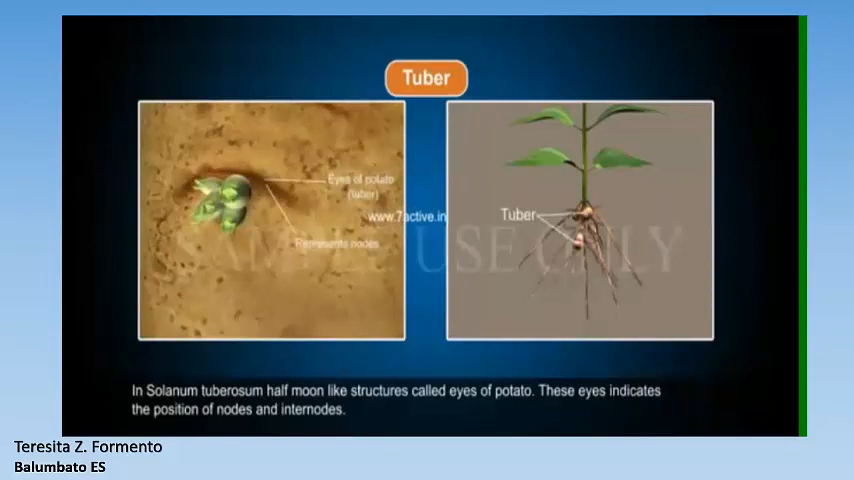 Tuber
Eyes of potato
(tuber)
www.7active.in
Represents nodes
Tuber
SAMPLE USE ONLY
In Solanum tuberosum half moon like structures called eyes of potato. These eyes indicates
the position of nodes and internodes.
Teresita Z. Formento
Balumbato ES